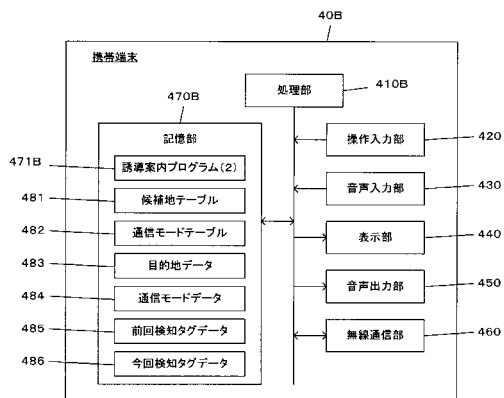 40B
携帯端末
470B
処理部
410B
記憶部
操作入力部
420
471B
誘導案内プログラム(2)
481
候補地テーブル
音声入力部
430
482
通信モードテーブル
表示部
440
483
目的地データ
484
通信モードデータ
音声出力部
450
485
前回検知タグデータ
無線通信部
460
486
今回検知タグデータ